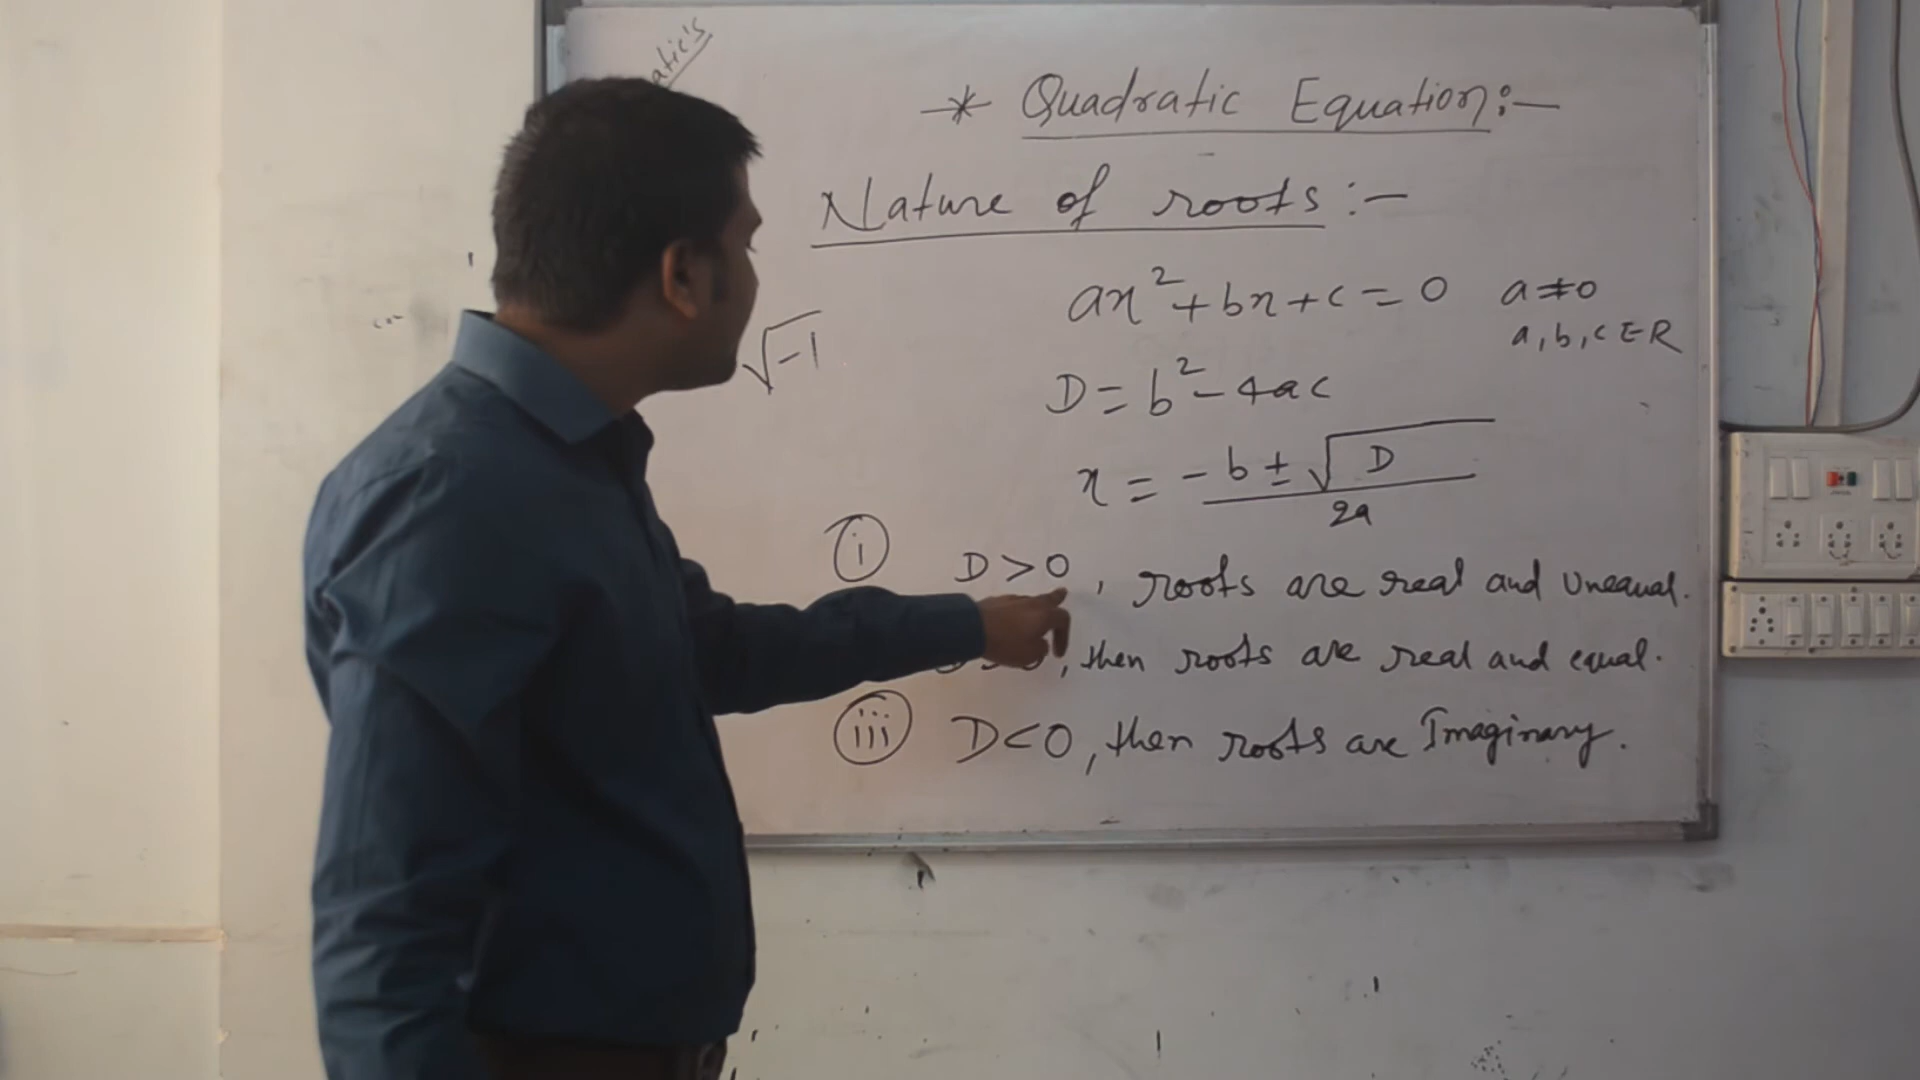 * Quadratic Equation:-
Nature of roots :-
ax²+bx+c=0 a≠0
a,b,c∈R
√-1
D=b²-4ac
x = -b±√D
2a
(i) D>0, roots are real and unequal.
, then roots are real and equal.
(iii) D<0, then roots are Imaginary.